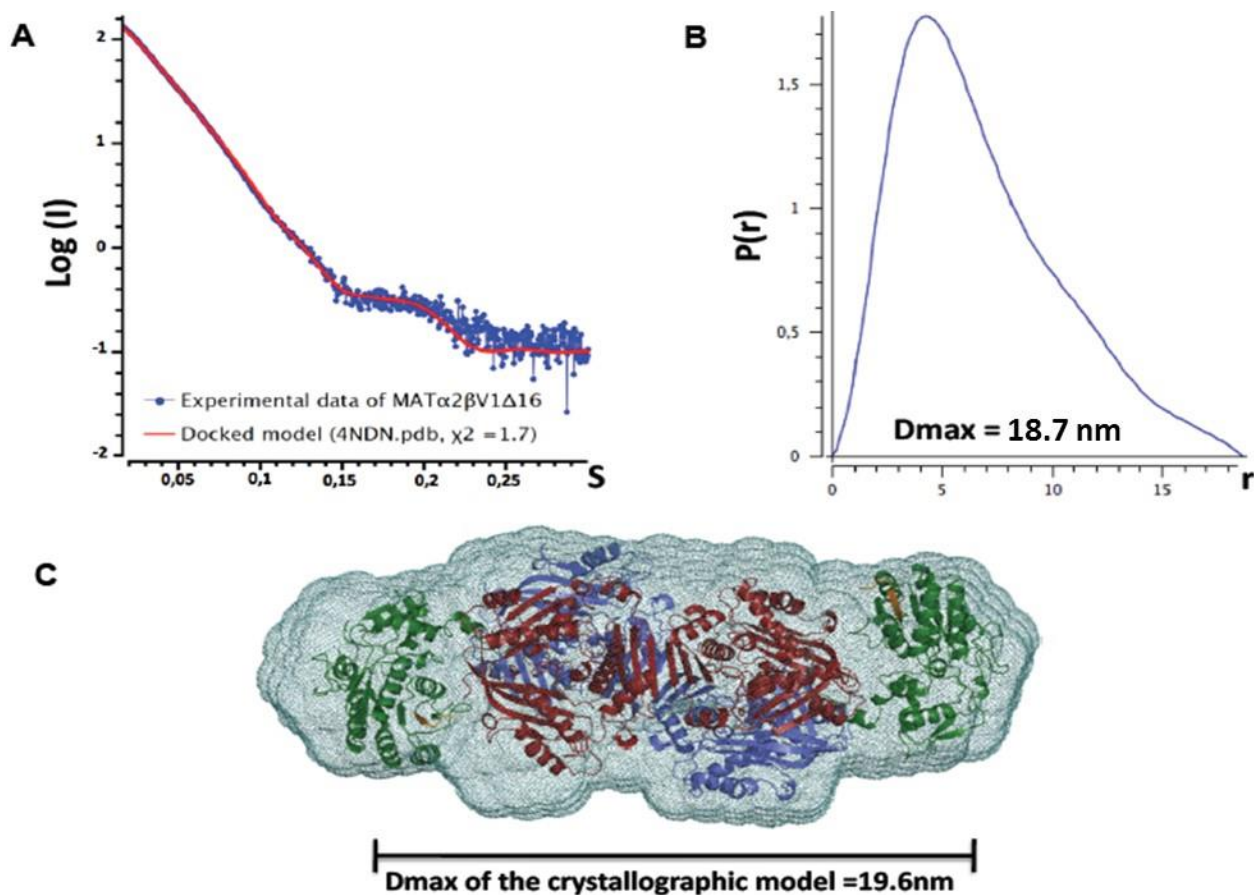 A
Log (I)
2
1
0
-1
-2
Experimental data of MATα2βV1Δ16
Docked model (4NDN.pdb, χ2 =1.7)
0,05 0,1 0,15 0,2 0,25 S
B
P(r)
1,5
1
0,5
0
Dmax = 18.7 nm
0 5 10 15 r
C
Dmax of the crystallographic model =19.6nm